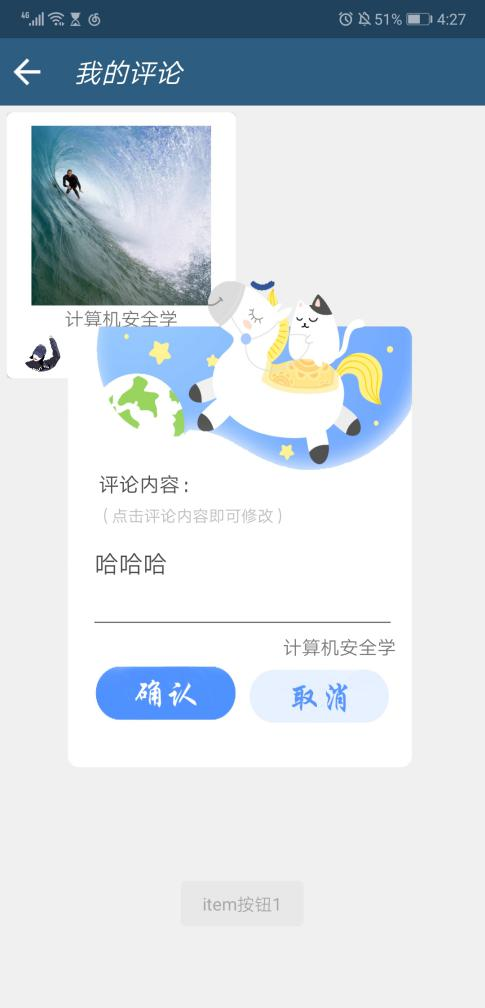 4G 51% 4:27
我的评论
计算机安全学
评论内容：
（点击评论内容即可修改）
哈哈哈
计算机安全学
确认 取消
item按钮1